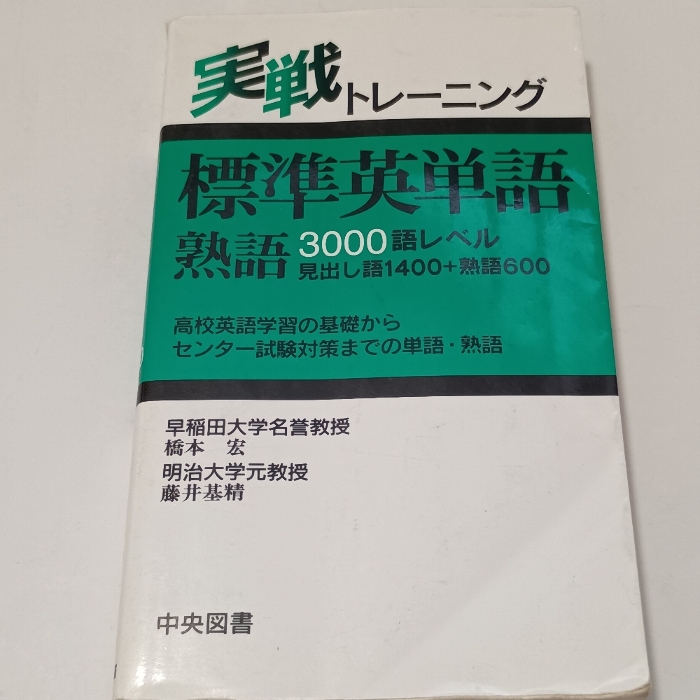 実戦トレーニング
標準英単語
熟語 3000語レベル
見出し語1400+熟語600
高校英語学習の基礎から
センター試験対策までの単語・熟語
早稲田大学名誉教授
橋本 宏
明治大学元教授
藤井基精
中央図書